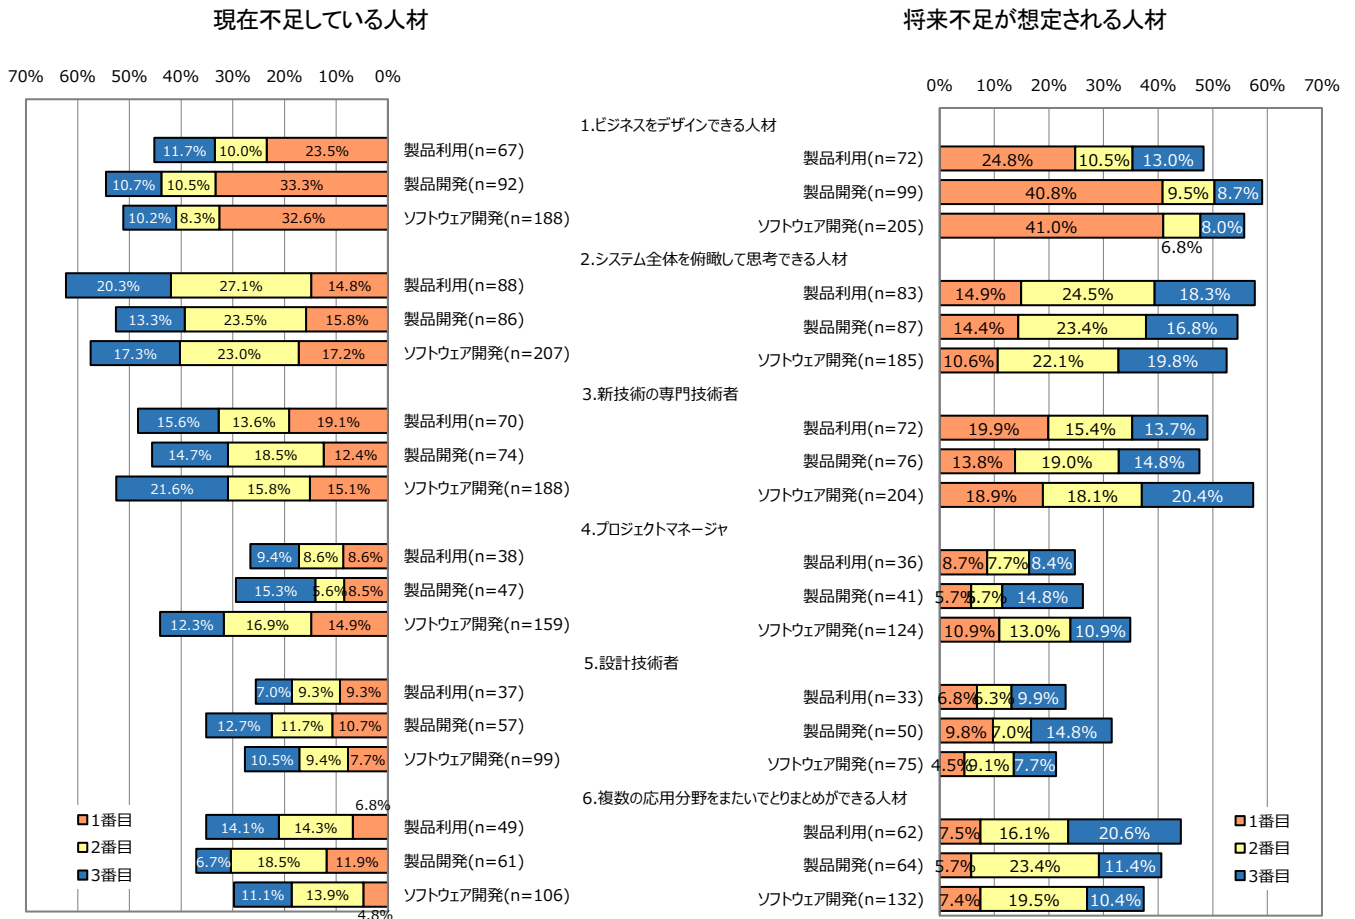 現在不足している人材
将来不足が想定される人材
70% 60% 50% 40% 30% 20% 10% 0%
0% 10% 20% 30% 40% 50% 60% 70%
1.ビジネスをデザインできる人材
11.7% 10.0% 23.5% 製品利用(n=67)
製品利用(n=72) 24.8% 10.5% 13.0%
10.7% 10.5% 33.3% 製品開発(n=92)
製品開発(n=99) 40.8% 9.5% 8.7%
10.2% 8.3% 32.6% ソフトウェア開発(n=188)
ソフトウェア開発(n=205) 41.0% 6.8% 8.0%
2.システム全体を俯瞰して思考できる人材
20.3% 27.1% 14.8% 製品利用(n=88)
製品利用(n=83) 14.9% 24.5% 18.3%
13.3% 23.5% 15.8% 製品開発(n=86)
製品開発(n=87) 14.4% 23.4% 16.8%
17.3% 23.0% 17.2% ソフトウェア開発(n=207)
ソフトウェア開発(n=185) 10.6% 22.1% 19.8%
3.新技術の専門技術者
15.6% 13.6% 19.1% 製品利用(n=70)
製品利用(n=72) 19.9% 15.4% 13.7%
14.7% 18.5% 12.4% 製品開発(n=74)
製品開発(n=76) 13.8% 19.0% 14.8%
21.6% 15.8% 15.1% ソフトウェア開発(n=188)
ソフトウェア開発(n=204) 18.9% 18.1% 20.4%
4.プロジェクトマネージャ
9.4% 8.6% 8.6% 製品利用(n=38)
製品利用(n=36) 8.7% 7.7% 8.4%
15.3% 5.6% 8.5% 製品開発(n=47)
製品開発(n=41) 5.7% 5.7% 14.8%
12.3% 16.9% 14.9% ソフトウェア開発(n=159)
ソフトウェア開発(n=124) 10.9% 13.0% 10.9%
5.設計技術者
7.0% 9.3% 9.3% 製品利用(n=37)
製品利用(n=33) 6.8% 6.3% 9.9%
12.7% 11.7% 10.7% 製品開発(n=57)
製品開発(n=50) 9.8% 7.0% 14.8%
10.5% 9.4% 7.7% ソフトウェア開発(n=99)
ソフトウェア開発(n=75) 4.5% 9.1% 7.7%
6.複数の応用分野をまたいでとりまとめができる人材
14.1% 14.3% 6.8% 製品利用(n=49)
製品利用(n=62) 7.5% 16.1% 20.6%
6.7% 18.5% 11.9% 製品開発(n=61)
製品開発(n=64) 5.7% 23.4% 11.4%
11.1% 13.9% 4.8% ソフトウェア開発(n=106)
ソフトウェア開発(n=132) 7.4% 19.5% 10.4%
1番目
2番目
3番目
1番目
2番目
3番目